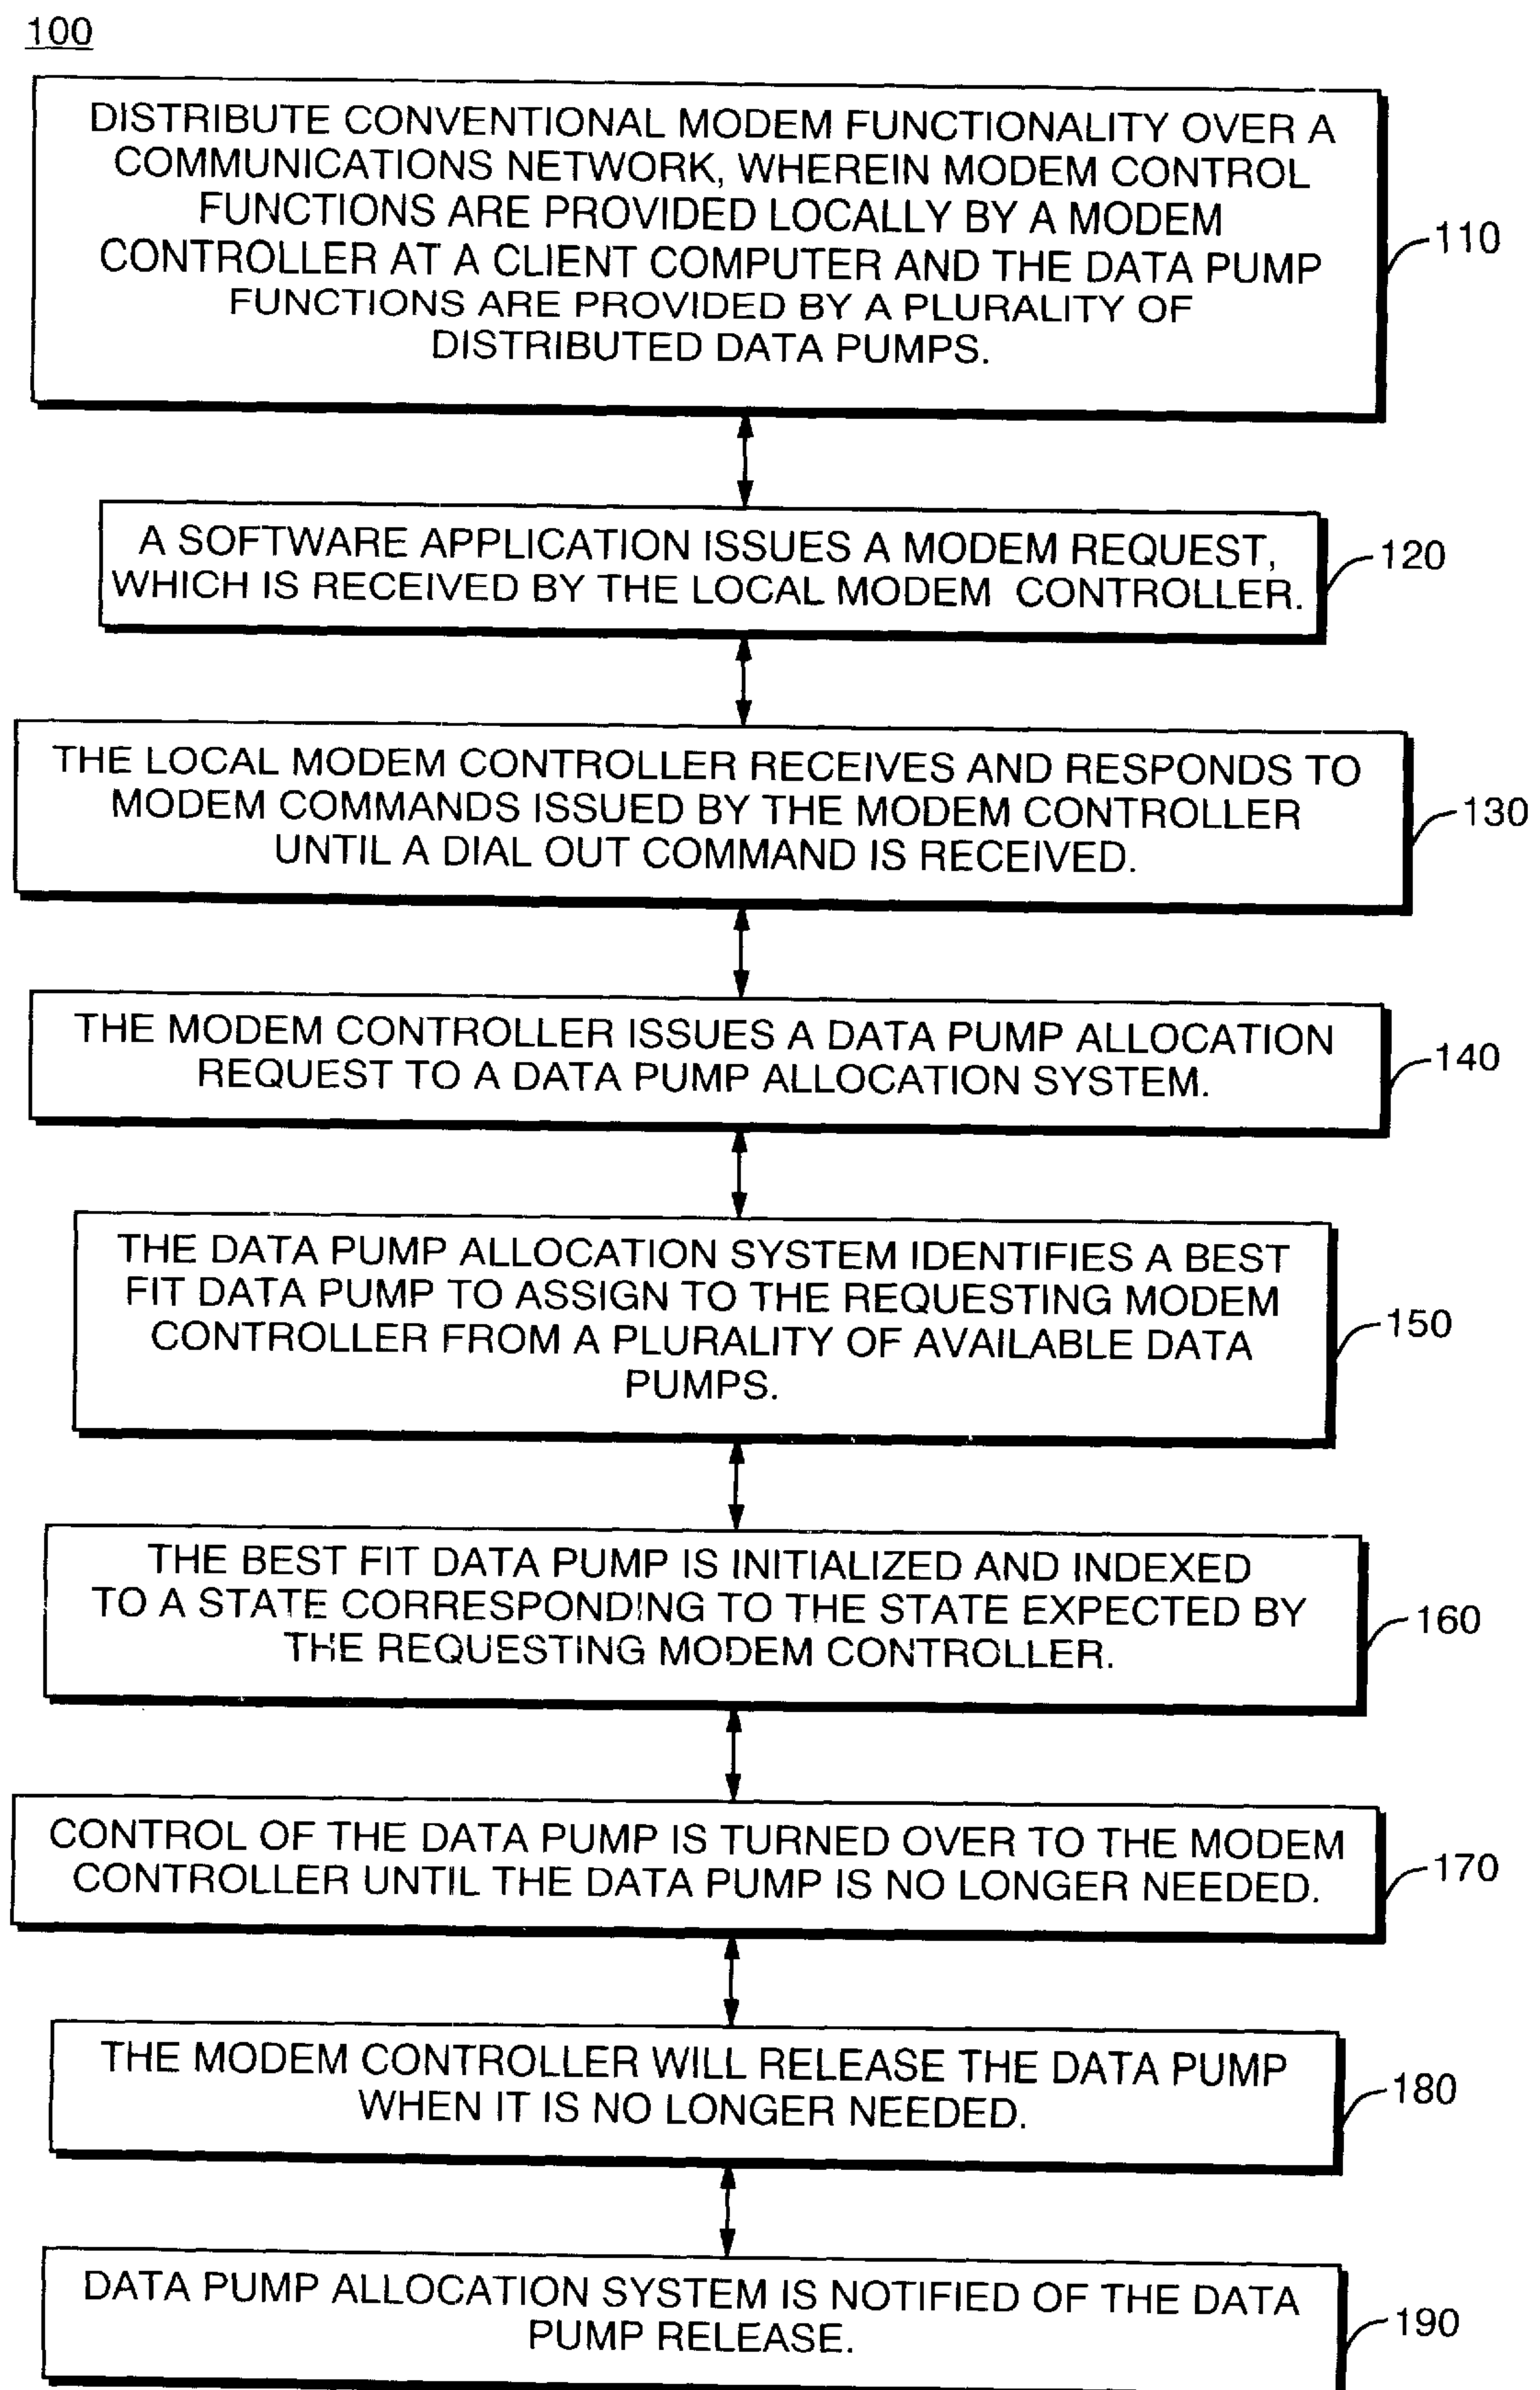 100
DISTRIBUTE CONVENTIONAL MODEM FUNCTIONALITY OVER A
COMMUNICATIONS NETWORK, WHEREIN MODEM CONTROL
FUNCTIONS ARE PROVIDED LOCALLY BY A MODEM
CONTROLLER AT A CLIENT COMPUTER AND THE DATA PUMP
FUNCTIONS ARE PROVIDED BY A PLURALITY OF
DISTRIBUTED DATA PUMPS.
110
A SOFTWARE APPLICATION ISSUES A MODEM REQUEST,
WHICH IS RECEIVED BY THE LOCAL MODEM CONTROLLER.
120
THE LOCAL MODEM CONTROLLER RECEIVES AND RESPONDS TO
MODEM COMMANDS ISSUED BY THE MODEM CONTROLLER
UNTIL A DIAL OUT COMMAND IS RECEIVED.
130
THE MODEM CONTROLLER ISSUES A DATA PUMP ALLOCATION
REQUEST TO A DATA PUMP ALLOCATION SYSTEM.
140
THE DATA PUMP ALLOCATION SYSTEM IDENTIFIES A BEST
FIT DATA PUMP TO ASSIGN TO THE REQUESTING MODEM
CONTROLLER FROM A PLURALITY OF AVAILABLE DATA
PUMPS.
150
THE BEST FIT DATA PUMP IS INITIALIZED AND INDEXED
TO A STATE CORRESPONDING TO THE STATE EXPECTED BY
THE REQUESTING MODEM CONTROLLER.
160
CONTROL OF THE DATA PUMP IS TURNED OVER TO THE MODEM
CONTROLLER UNTIL THE DATA PUMP IS NO LONGER NEEDED.
170
THE MODEM CONTROLLER WILL RELEASE THE DATA PUMP
WHEN IT IS NO LONGER NEEDED.
180
DATA PUMP ALLOCATION SYSTEM IS NOTIFIED OF THE DATA
PUMP RELEASE.
190